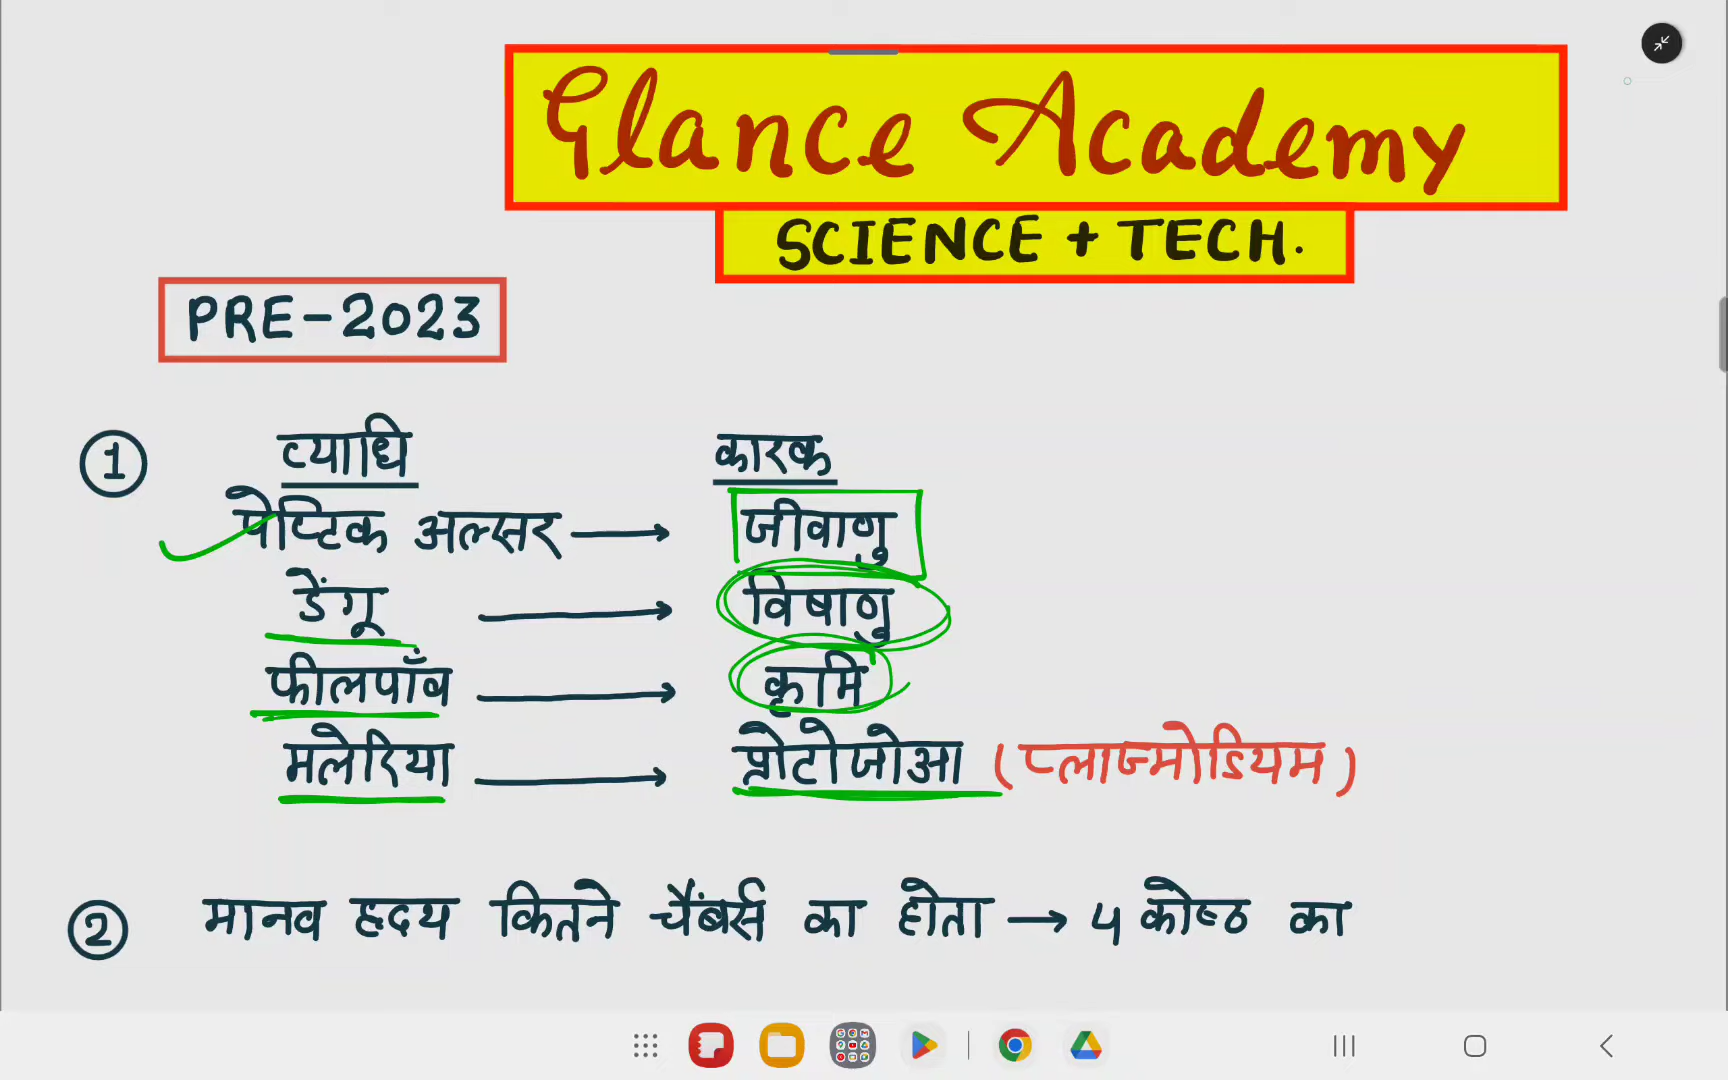 Glance Academy
SCIENCE + TECH.
PRE-2023
1 व्याधि कारक
पेप्टिक अल्सर → जीवाणु
डेंगू → विषाणु
फीलपाँव → कृमि
मलेरिया → प्रोटोजोआ (प्लाज्मोडियम)
2 मानव हृदय कितने चैंबर्स का होता → 4 कोष्ठ का